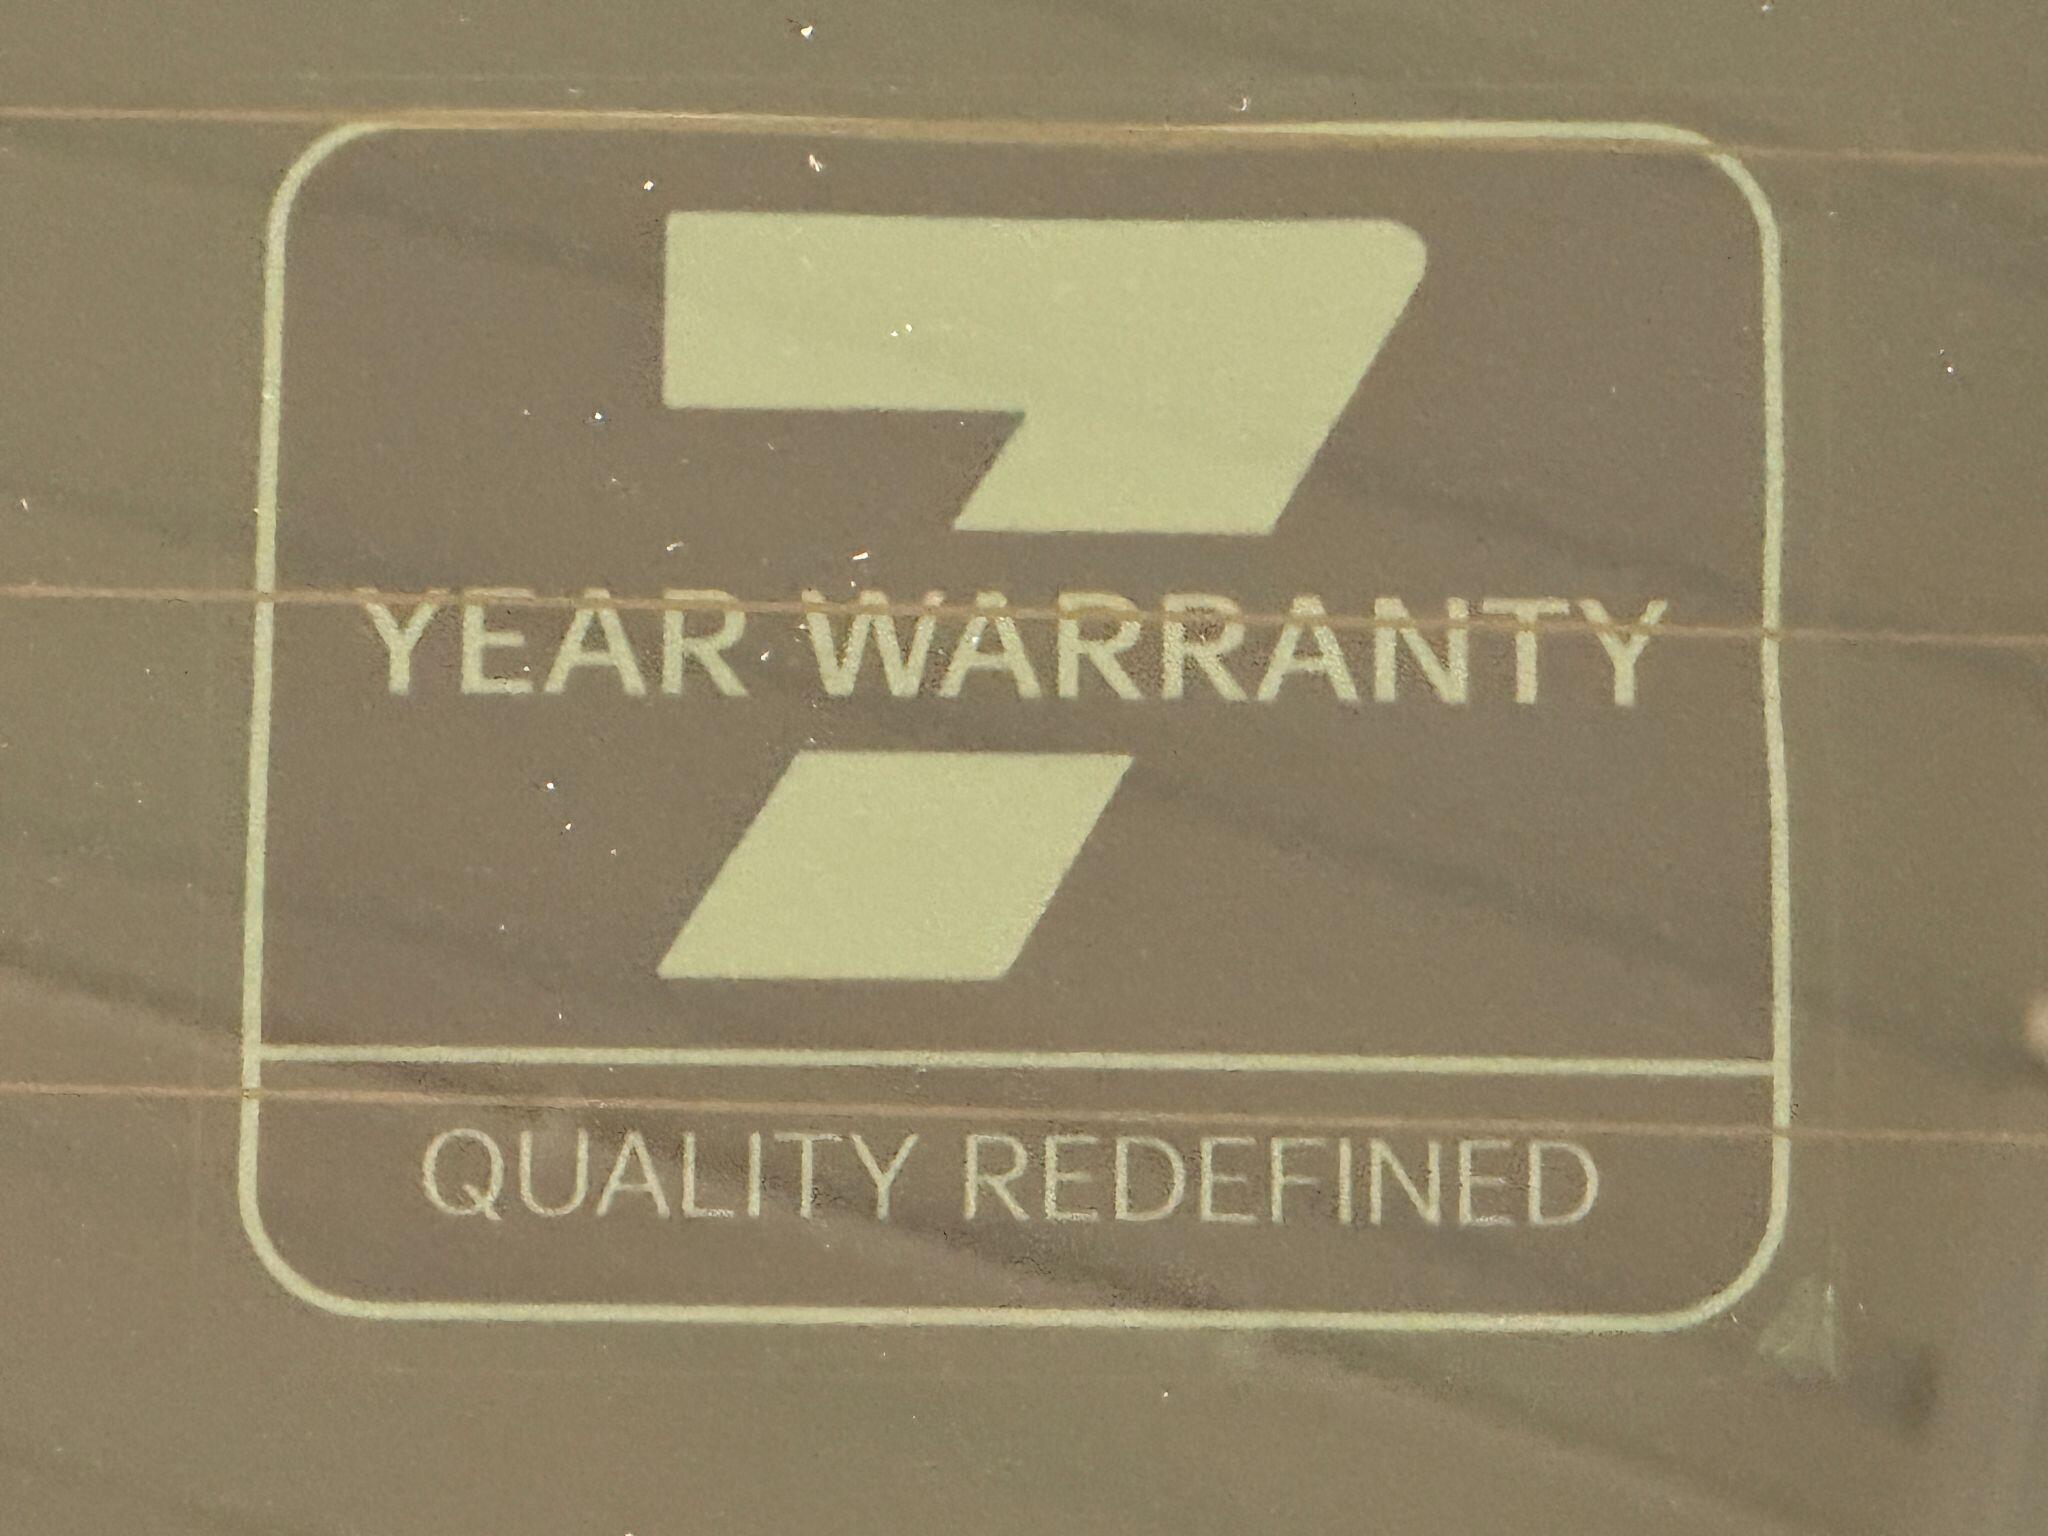 7
YEAR WARRANTY
QUALITY REDEFINED